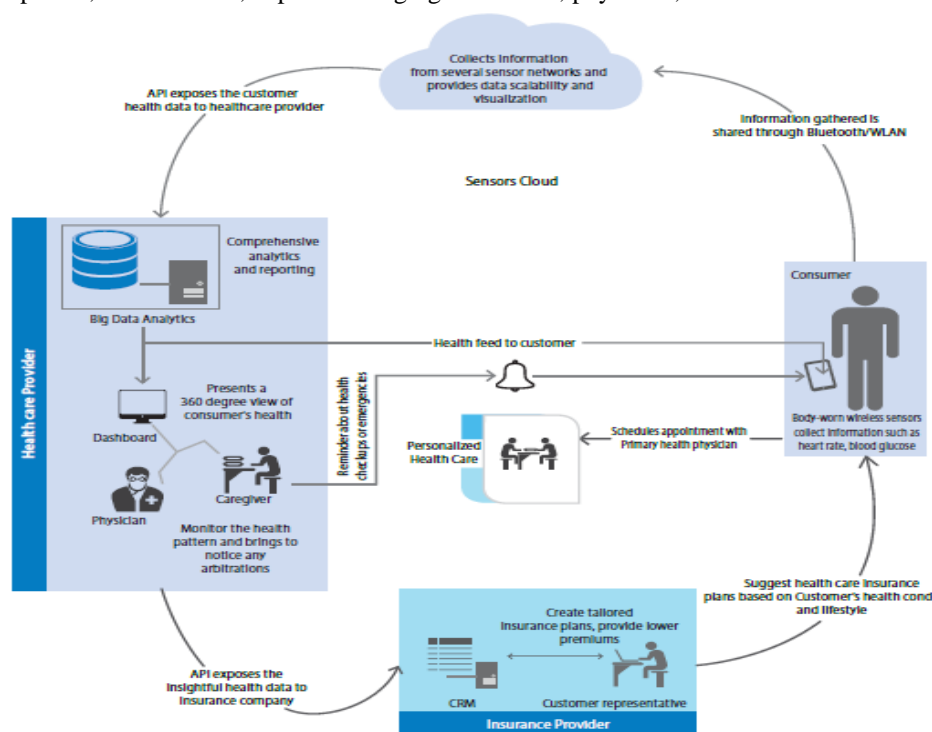 Collects Information
from several sensor networks and
provides data scalability and
visualization
API exposes the customer
health data to healthcare provider
Information gathered is
shared through Bluetooth/WLAN
Sensors Cloud
Health care Provider
Comprehensive
analytics
and reporting
Big Data Analytics
Consumer
Health feed to customer
Presents a
360 degree view of
consumer's health
Dashboard
Reminder about health
checkups or emergencies
Body-worn wireless sensors
collect information such as
heart rate, blood glucose
Schedules appointment with
Primary health physician
Personalized
Health Care
Caregiver
Physician
Monitor the health
pattern and brings to
notice any
arbitrations
Suggest health care insurance
plans based on Customer's health cond
and lifestyle
Create tailored
insurance plans, provide lower
premiums
API exposes the
insightful health data to
insurance company
CRM
Customer representative
Insurance Provider